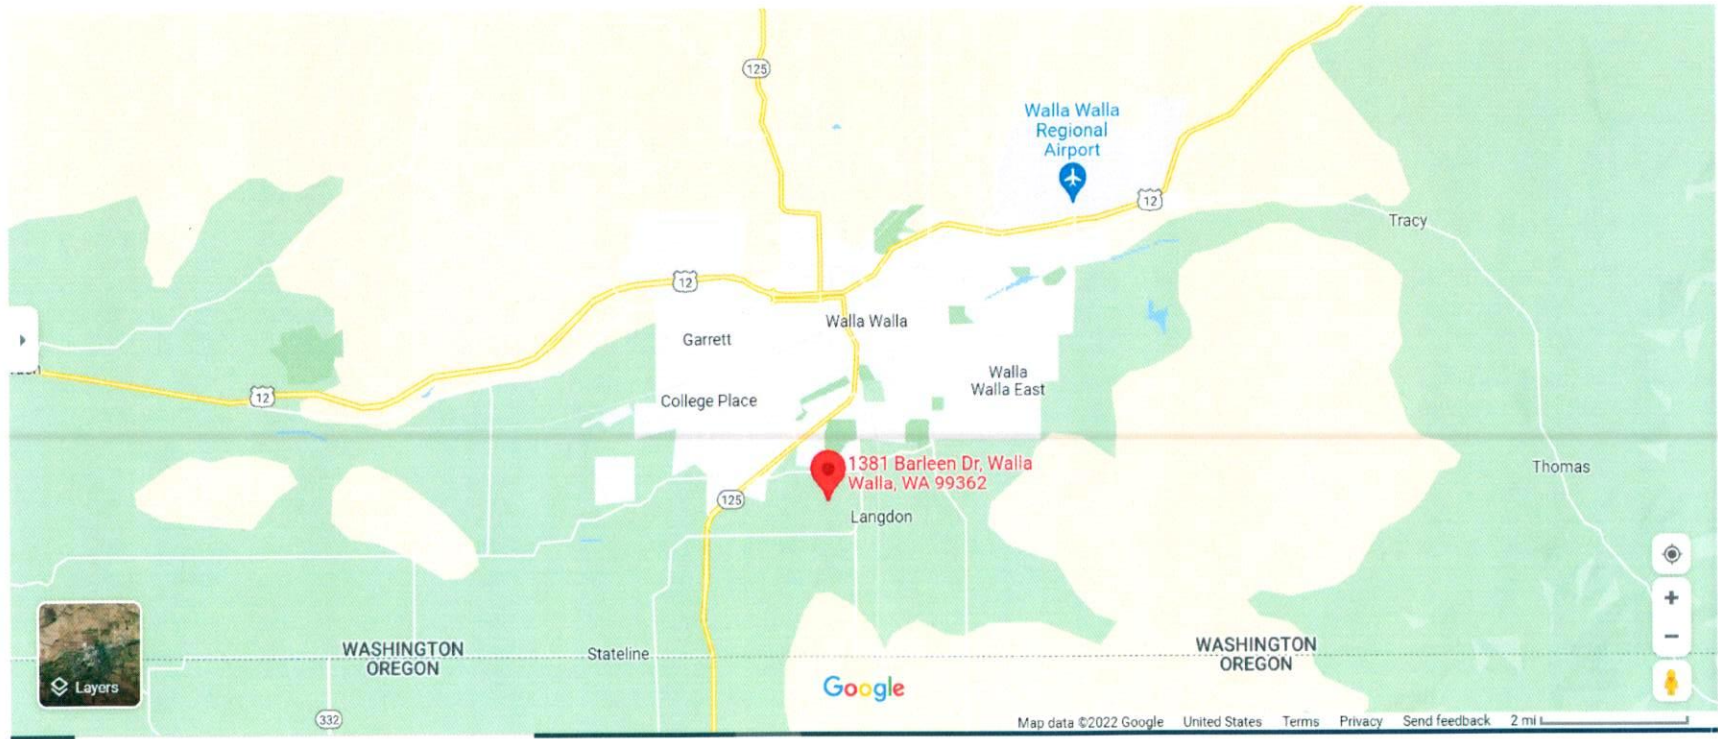 125
Walla Walla
Regional
Airport
12
Tracy
12
Walla Walla
Garrett
Walla
Walla East
12
College Place
1381 Barleen Dr, Walla
Walla, WA 99362
Thomas
125
Langdon
WASHINGTON
OREGON
Stateline
WASHINGTON
OREGON
Layers
Google
332
Map data ©2022 Google United States Terms Privacy Send feedback 2 mi